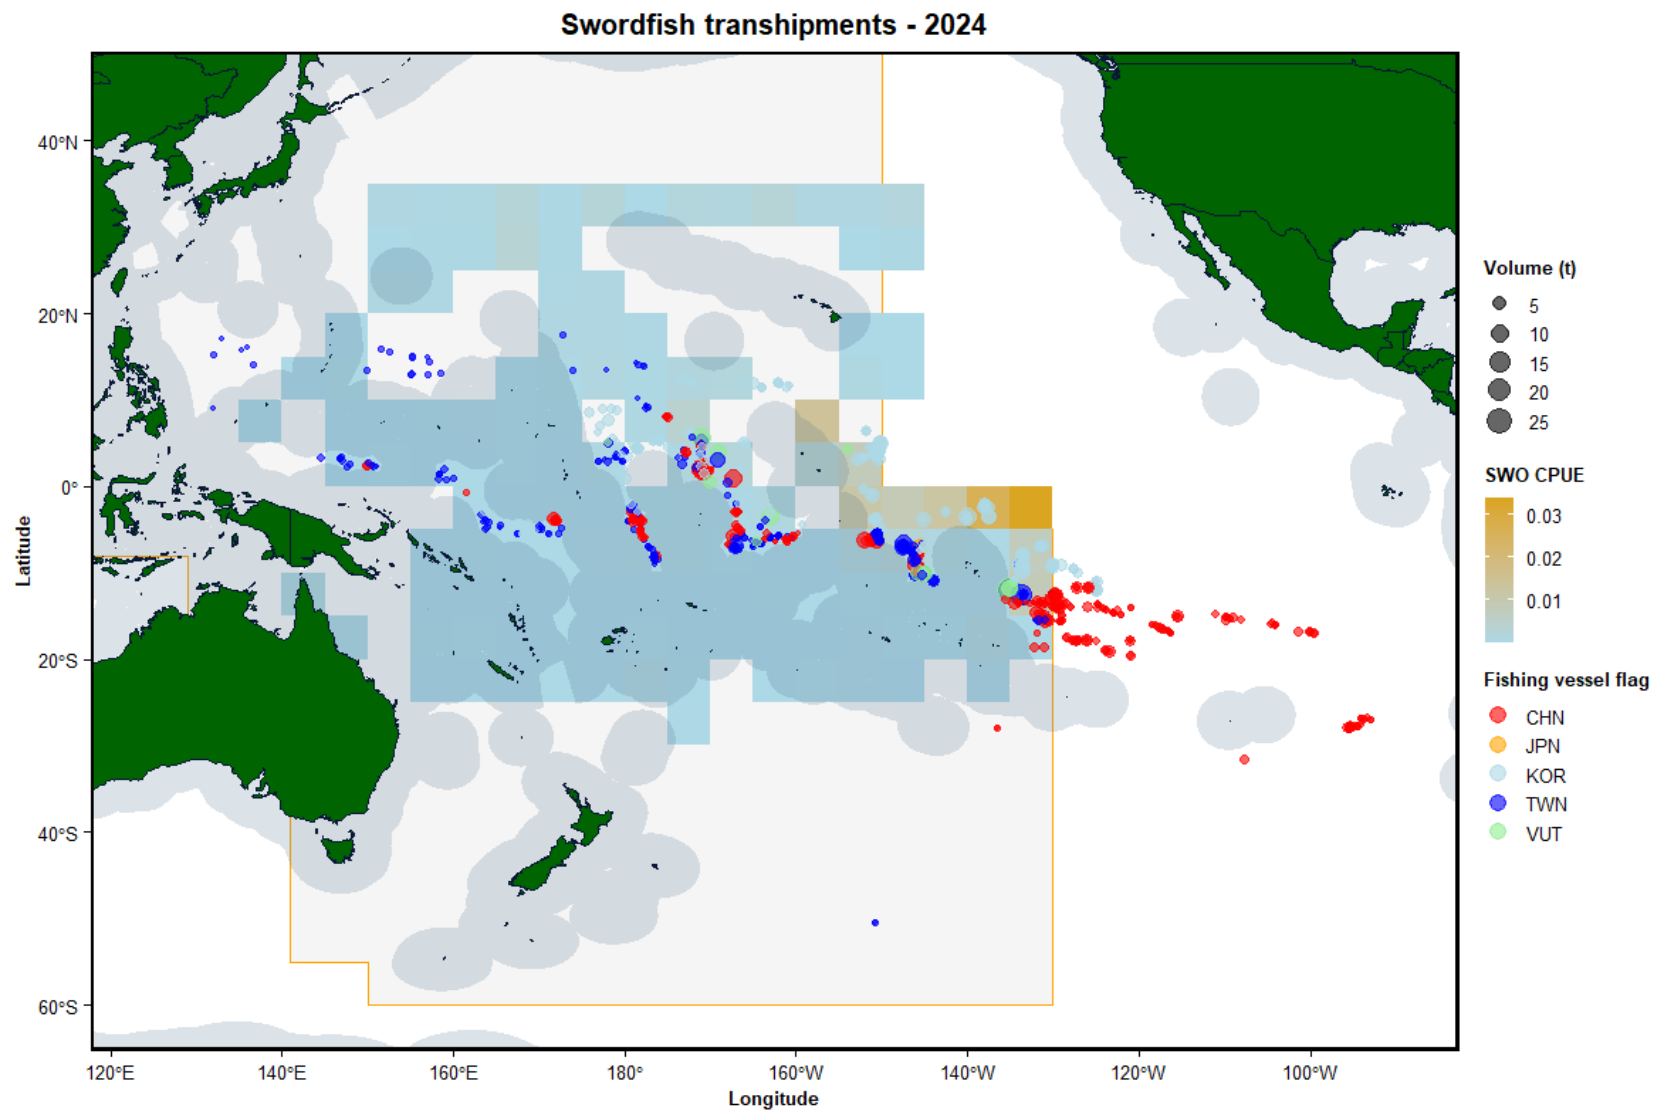 Swordfish transhipments - 2024
40°N
20°N
0°
20°S
40°S
60°S
Latitude
120°E
140°E
160°E
180°
160°W
140°W
120°W
100°W
Longitude
Volume (t)
5
10
15
20
25
SWO CPUE
0.03
0.02
0.01
Fishing vessel flag
CHN
JPN
KOR
TWN
VUT